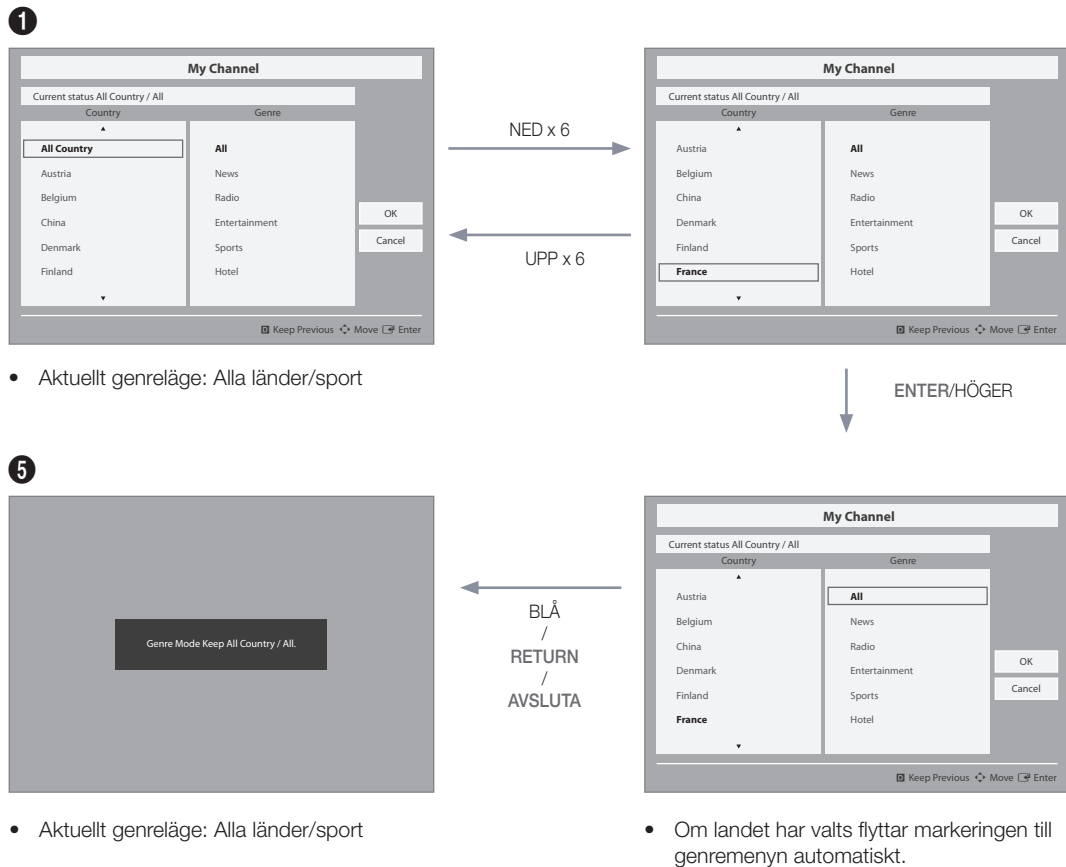 ❶
My Channel
Current status All Country / All
Country Genre
▲
All Country All
Austria News
Belgium Radio
China Entertainment
Denmark Sports
Finland Hotel
▼
OK
Cancel
D Keep Previous Move Enter
NED x 6
UPP x 6
My Channel
Current status All Country / All
Country Genre
▲
Austria All
Belgium News
China Radio
Denmark Entertainment
Finland Sports
France Hotel
▼
OK
Cancel
D Keep Previous Move Enter
• Aktuellt genreläge: Alla länder/sport
ENTER/HÖGER
❺
Genre Mode Keep All Country / All.
BLÅ
/
RETURN
/
AVSLUTA
My Channel
Current status All Country / All
Country Genre
▲
Austria All
Belgium News
China Radio
Denmark Entertainment
Finland Sports
France Hotel
▼
OK
Cancel
D Keep Previous Move Enter
• Aktuellt genreläge: Alla länder/sport
• Om landet har valts flyttar markeringen till
genremenyn automatiskt.